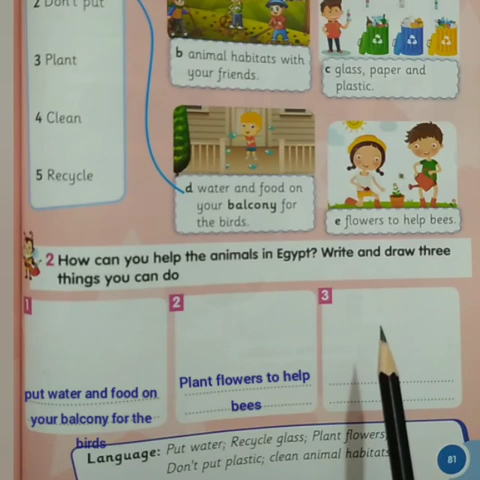 2 Don't put
3 Plant
4 Clean
5 Recycle
b animal habitats with
your friends.
c glass, paper and
plastic.
d water and food on
your balcony for
the birds.
e flowers to help bees.
2 How can you help the animals in Egypt? Write and draw three
things you can do
1
put water and food on
your balcony for the
birds
2
Plant flowers to help
bees
3
Language: Put water; Recycle glass; Plant flowers;
Don't put plastic; clean animal habitats
81